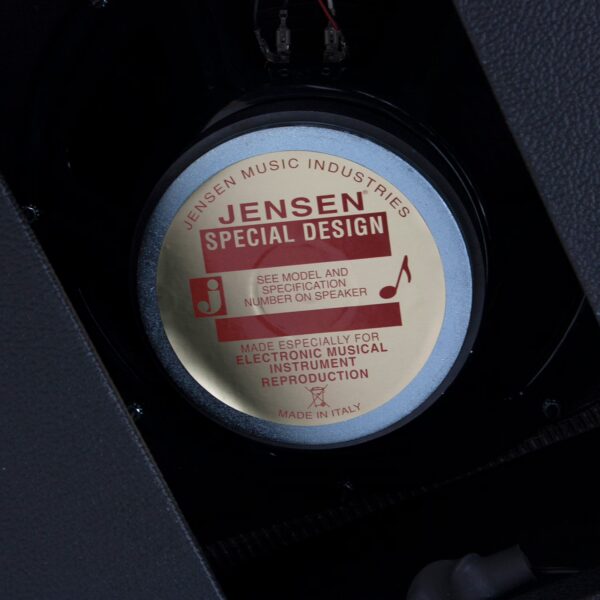 JENSEN MUSIC INDUSTRIES
JENSEN®
SPECIAL DESIGN
SEE MODEL AND
SPECIFICATION
NUMBER ON SPEAKER
j
MADE ESPECIALLY FOR
ELECTRONIC MUSICAL
INSTRUMENT
REPRODUCTION
MADE IN ITALY